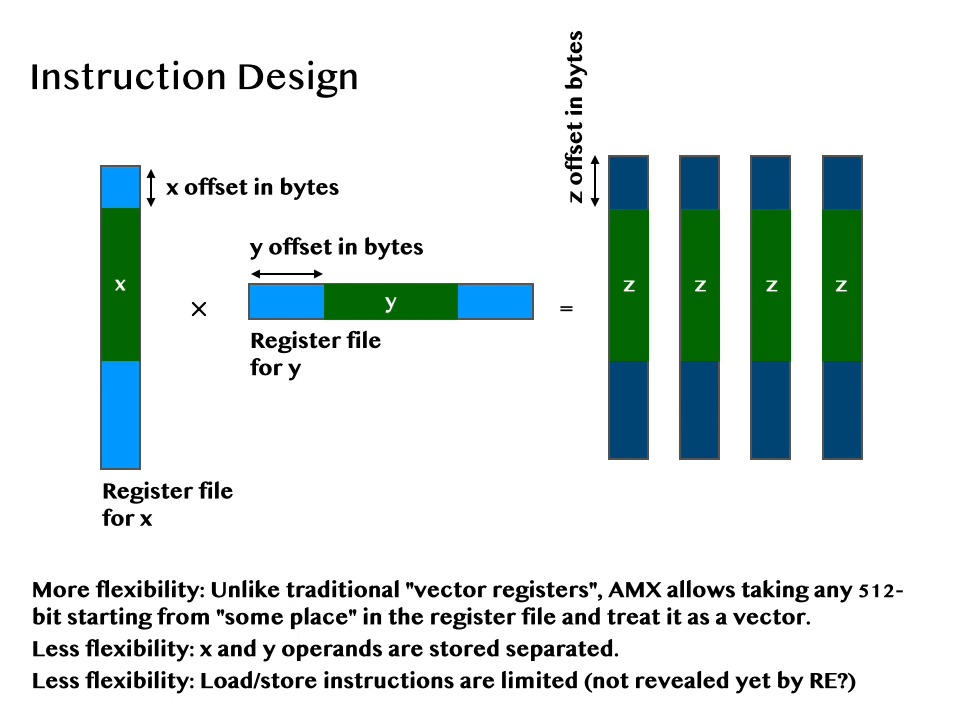 Instruction Design
z offset in bytes
x offset in bytes
y offset in bytes
x
×
y
=
z z z z
Register file
for y
Register file
for x
More flexibility: Unlike traditional "vector registers", AMX allows taking any 512-
bit starting from "some place" in the register file and treat it as a vector.
Less flexibility: x and y operands are stored separated.
Less flexibility: Load/store instructions are limited (not revealed yet by RE?)